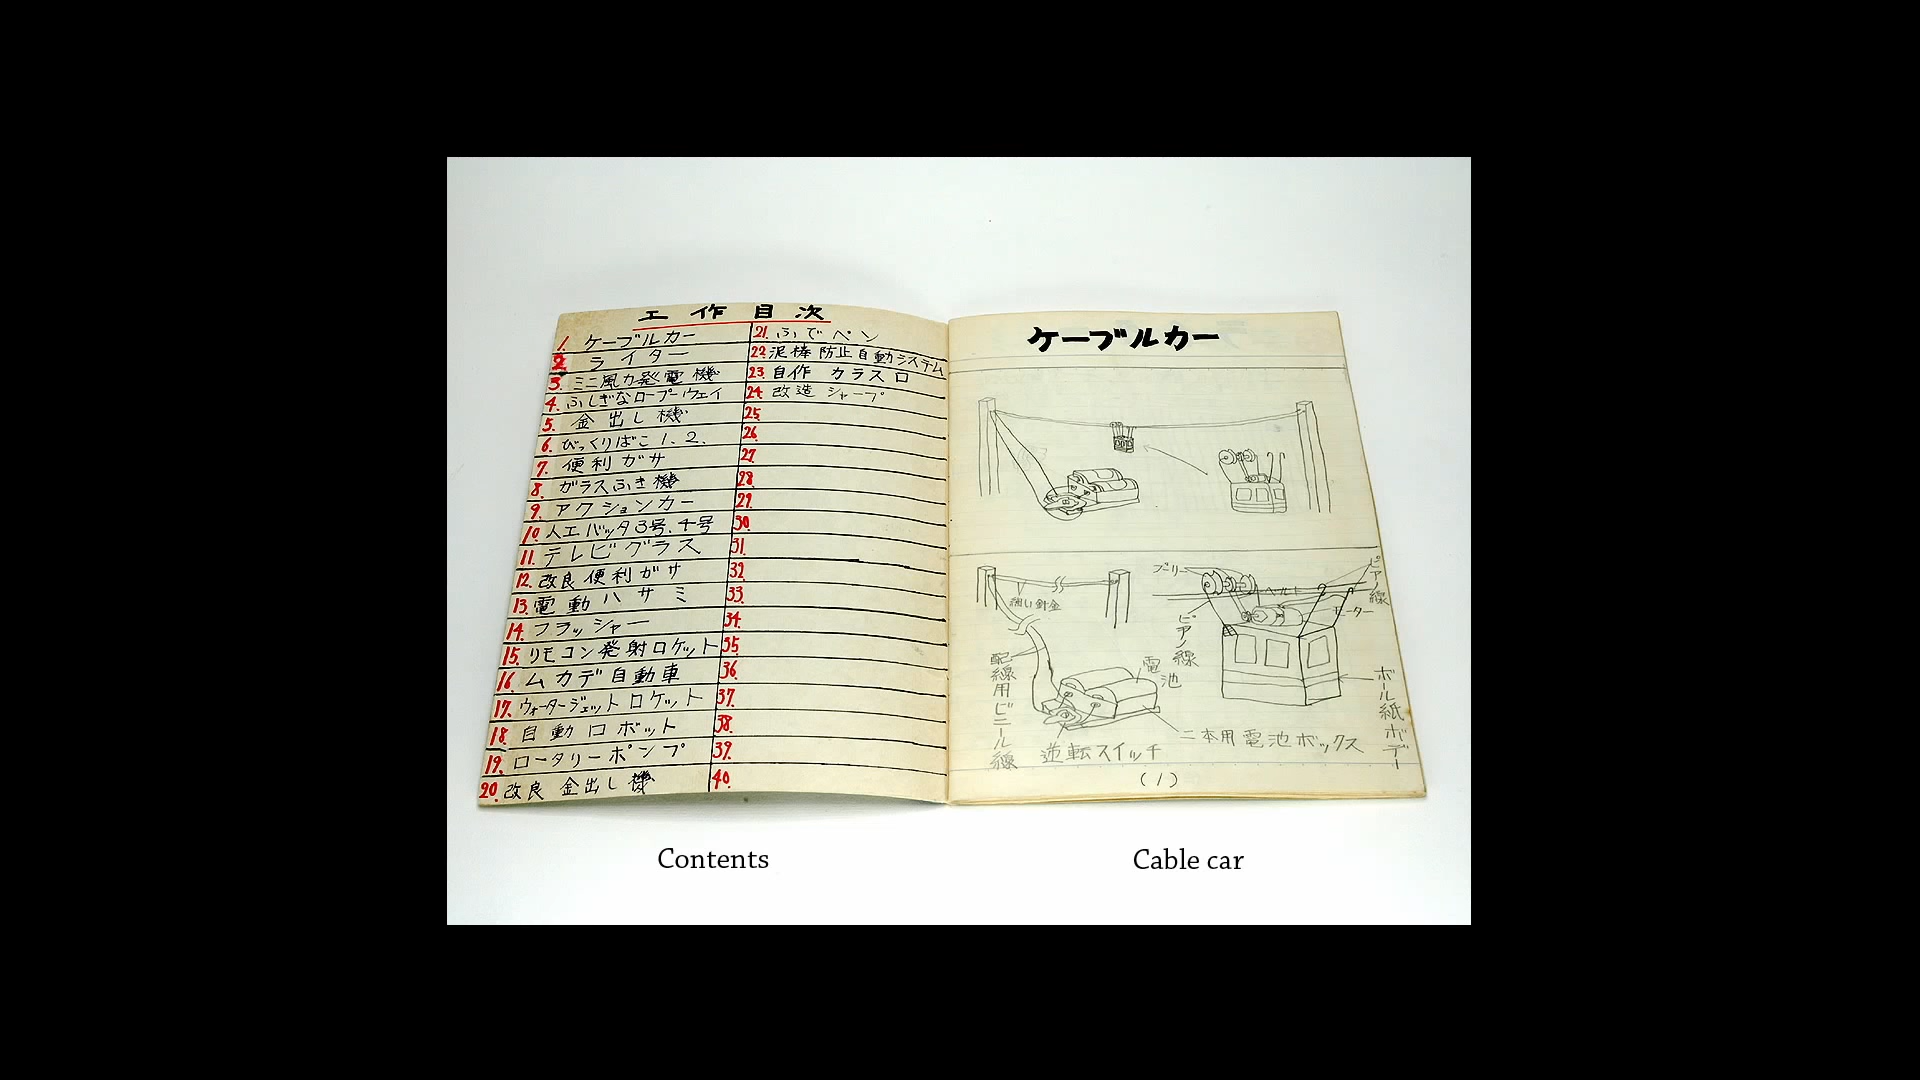 工作目次
1. ケーブルカー
2. ライター
3. ミニ風力発電機
4. ふしぎなロープーウェイ
5. 金出し機
6. びっくりばこ1.2.
7. 便利ガサ
8. ガラスふき機
9. アクションカー
10. 人工バッタ3号.4号
11. テレビグラス
12. 改良便利ガサ
13. 電動ハサミ
14. フラッシャー
15. リモコン発射ロケット
16. ムカデ自動車
17. ウォータージェットロケット
18. 自動ロボット
19. ロータリーポンプ
20. 改良金出し機
21. ふでペン
22. 泥棒防止自動システム
23. 自作カラスロ
24. 改造シャープ
25.
26.
27.
28.
29.
30.
31.
32.
33.
34.
35.
36.
37.
38.
39.
40.
ケーブルカー
細い針金
プーリー
ベルト
ピアノ線
モーター
ピアノ線
配線用ビニール線
電池
ボール紙ボデー
逆転スイッチ
二本用電池ボックス
(1)
Contents
Cable car